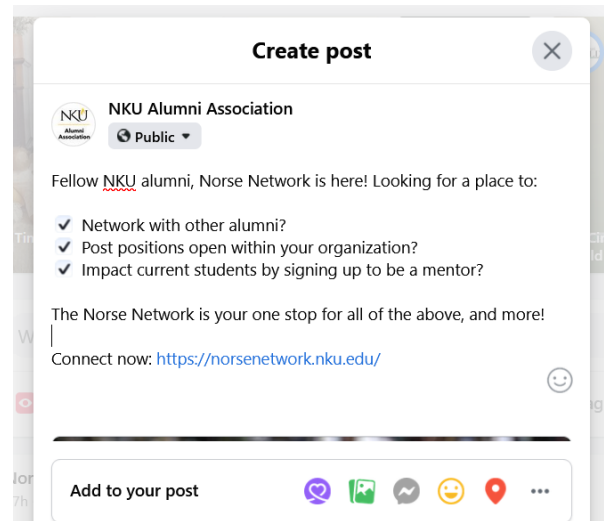 Create post
NKU
Alumni
Association
NKU Alumni Association
Public
Fellow NKU alumni, Norse Network is here! Looking for a place to:
Network with other alumni?
Post positions open within your organization?
Impact current students by signing up to be a mentor?
The Norse Network is your one stop for all of the above, and more!
Connect now: https://norsenetwork.nku.edu/
Add to your post